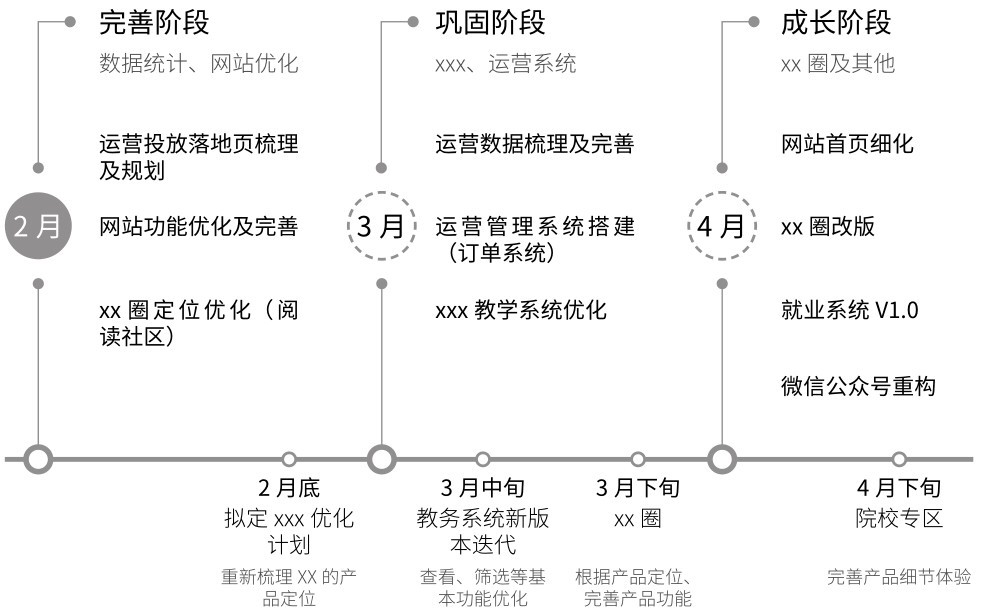 完善阶段
数据统计、网站优化
运营投放落地页梳理
及规划
2 月
网站功能优化及完善
xx 圈定位优化（阅
读社区）
巩固阶段
xxx、运营系统
运营数据梳理及完善
3 月
运营管理系统搭建
（订单系统）
xxx 教学系统优化
成长阶段
xx 圈及其他
网站首页细化
4 月
xx 圈改版
就业系统 V1.0
微信公众号重构
2 月底
拟定 xxx 优化
计划
重新梳理 XX 的产
品定位
3 月中旬
教务系统新版
本迭代
查看、筛选等基
本功能优化
3 月下旬
xx 圈
根据产品定位、
完善产品功能
4 月下旬
院校专区
完善产品细节体验